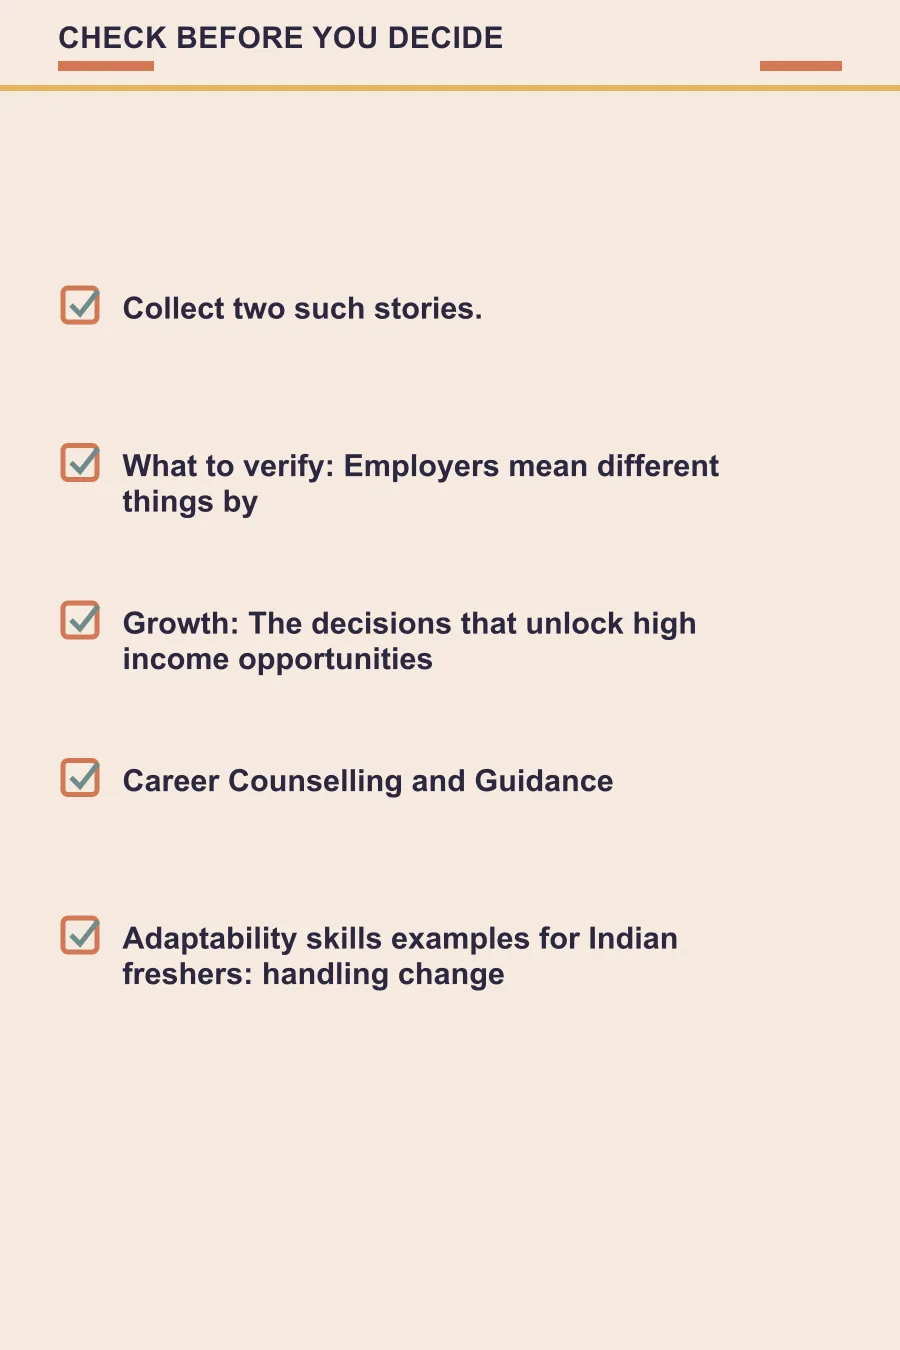 CHECK BEFORE YOU DECIDE
Collect two such stories.
What to verify: Employers mean different
things by
Growth: The decisions that unlock high
income opportunities
Career Counselling and Guidance
Adaptability skills examples for Indian
freshers: handling change